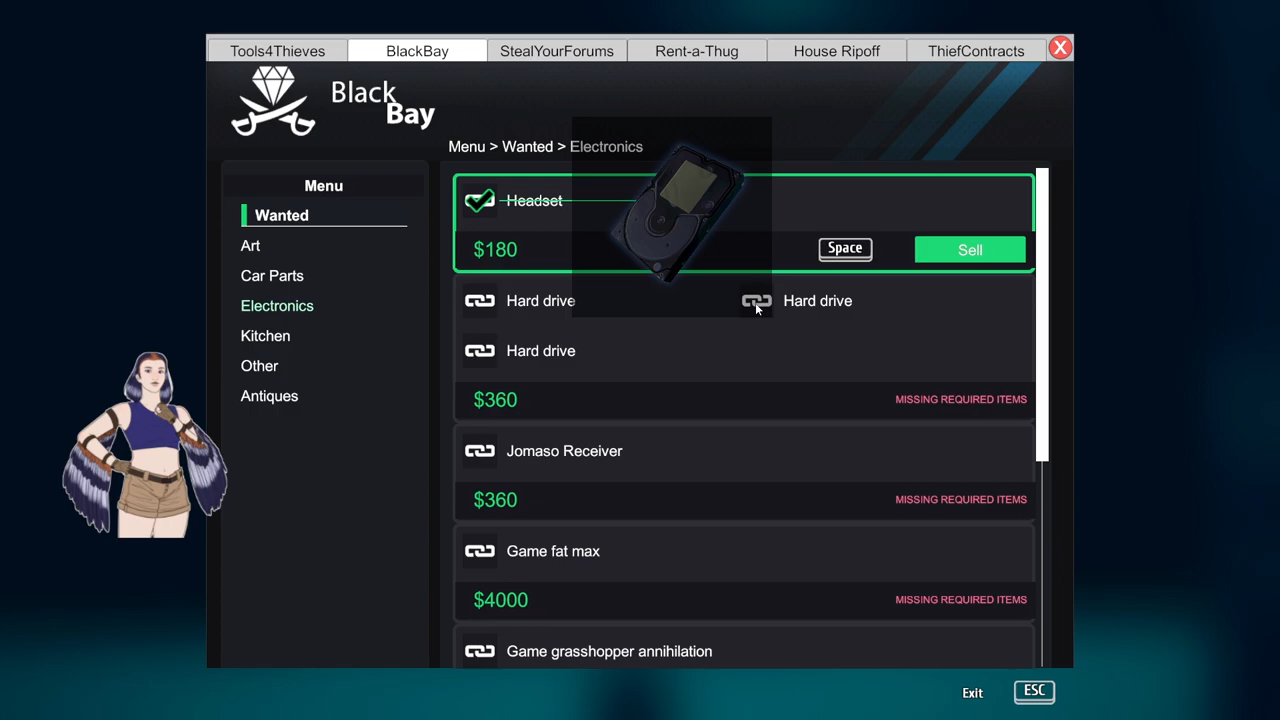 Tools4Thieves
BlackBay
StealYourForums
Rent-a-Thug
House Ripoff
ThiefContracts
X
Black
Bay
Menu > Wanted > Electronics
Menu
Wanted
Art
Car Parts
Electronics
Kitchen
Other
Antiques
Headset
$180
Space
Sell
Hard drive
Hard drive
Hard drive
$360
MISSING REQUIRED ITEMS
Jomaso Receiver
$360
MISSING REQUIRED ITEMS
Game fat max
$4000
MISSING REQUIRED ITEMS
Game grasshopper annihilation
Exit
ESC